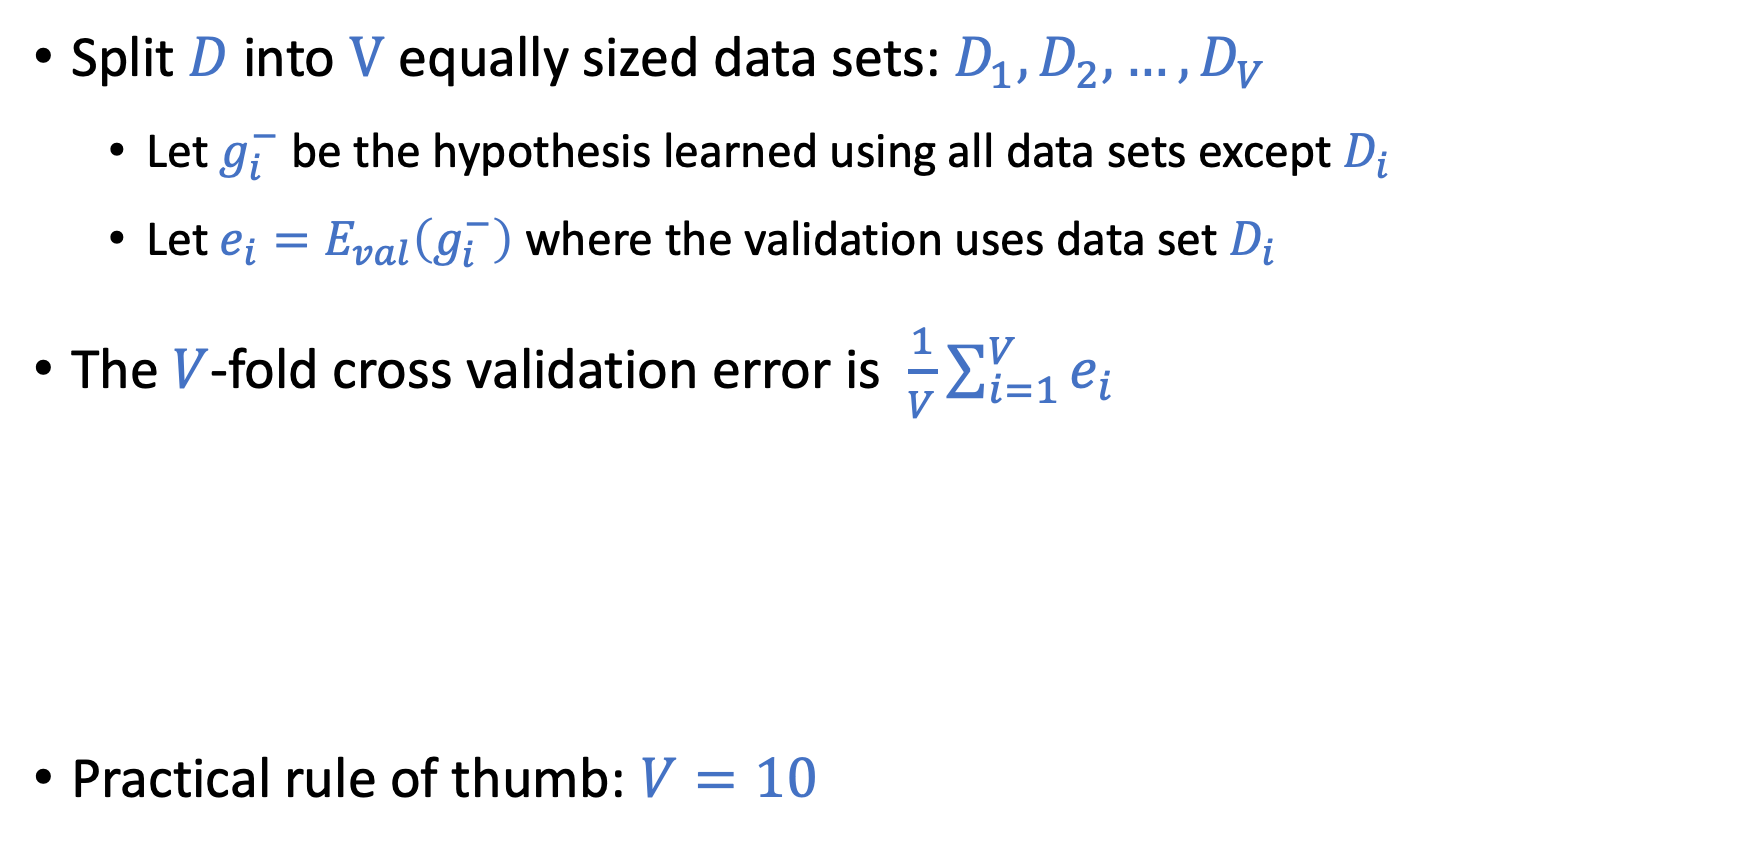 • Split D into V equally sized data sets: D₁, D₂, … , D_V
• Let g_i^− be the hypothesis learned using all data sets except D_i
• Let e_i = E_val(g_i^−) where the validation uses data set D_i
• The V-fold cross validation error is 1/V ∑_{i=1}^V e_i
• Practical rule of thumb: V = 10